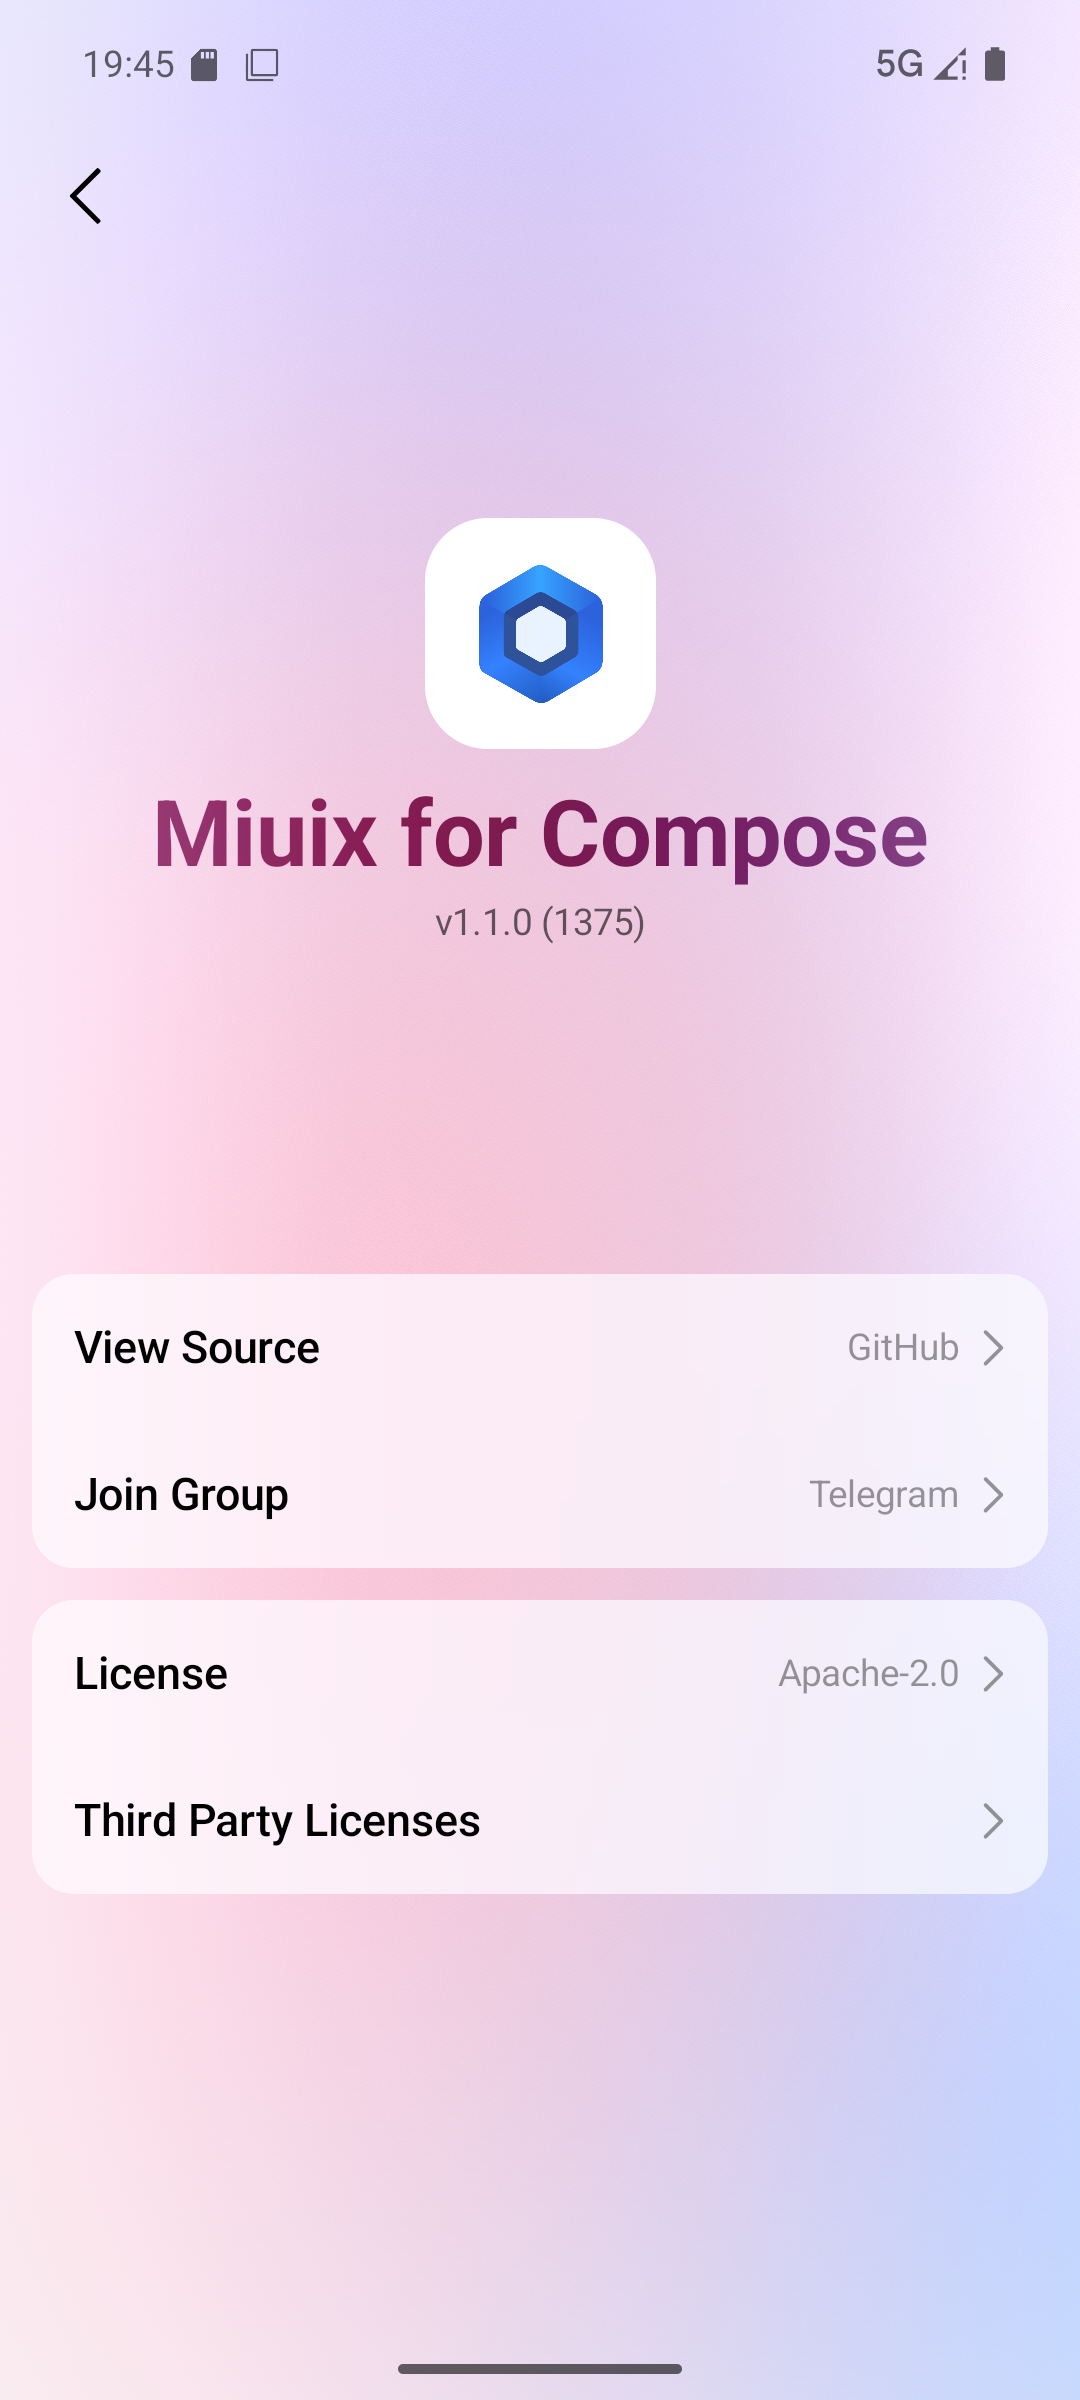 19:45
5G
Miuix for Compose
v1.1.0 (1375)
View Source
GitHub
Join Group
Telegram
License
Apache-2.0
Third Party Licenses